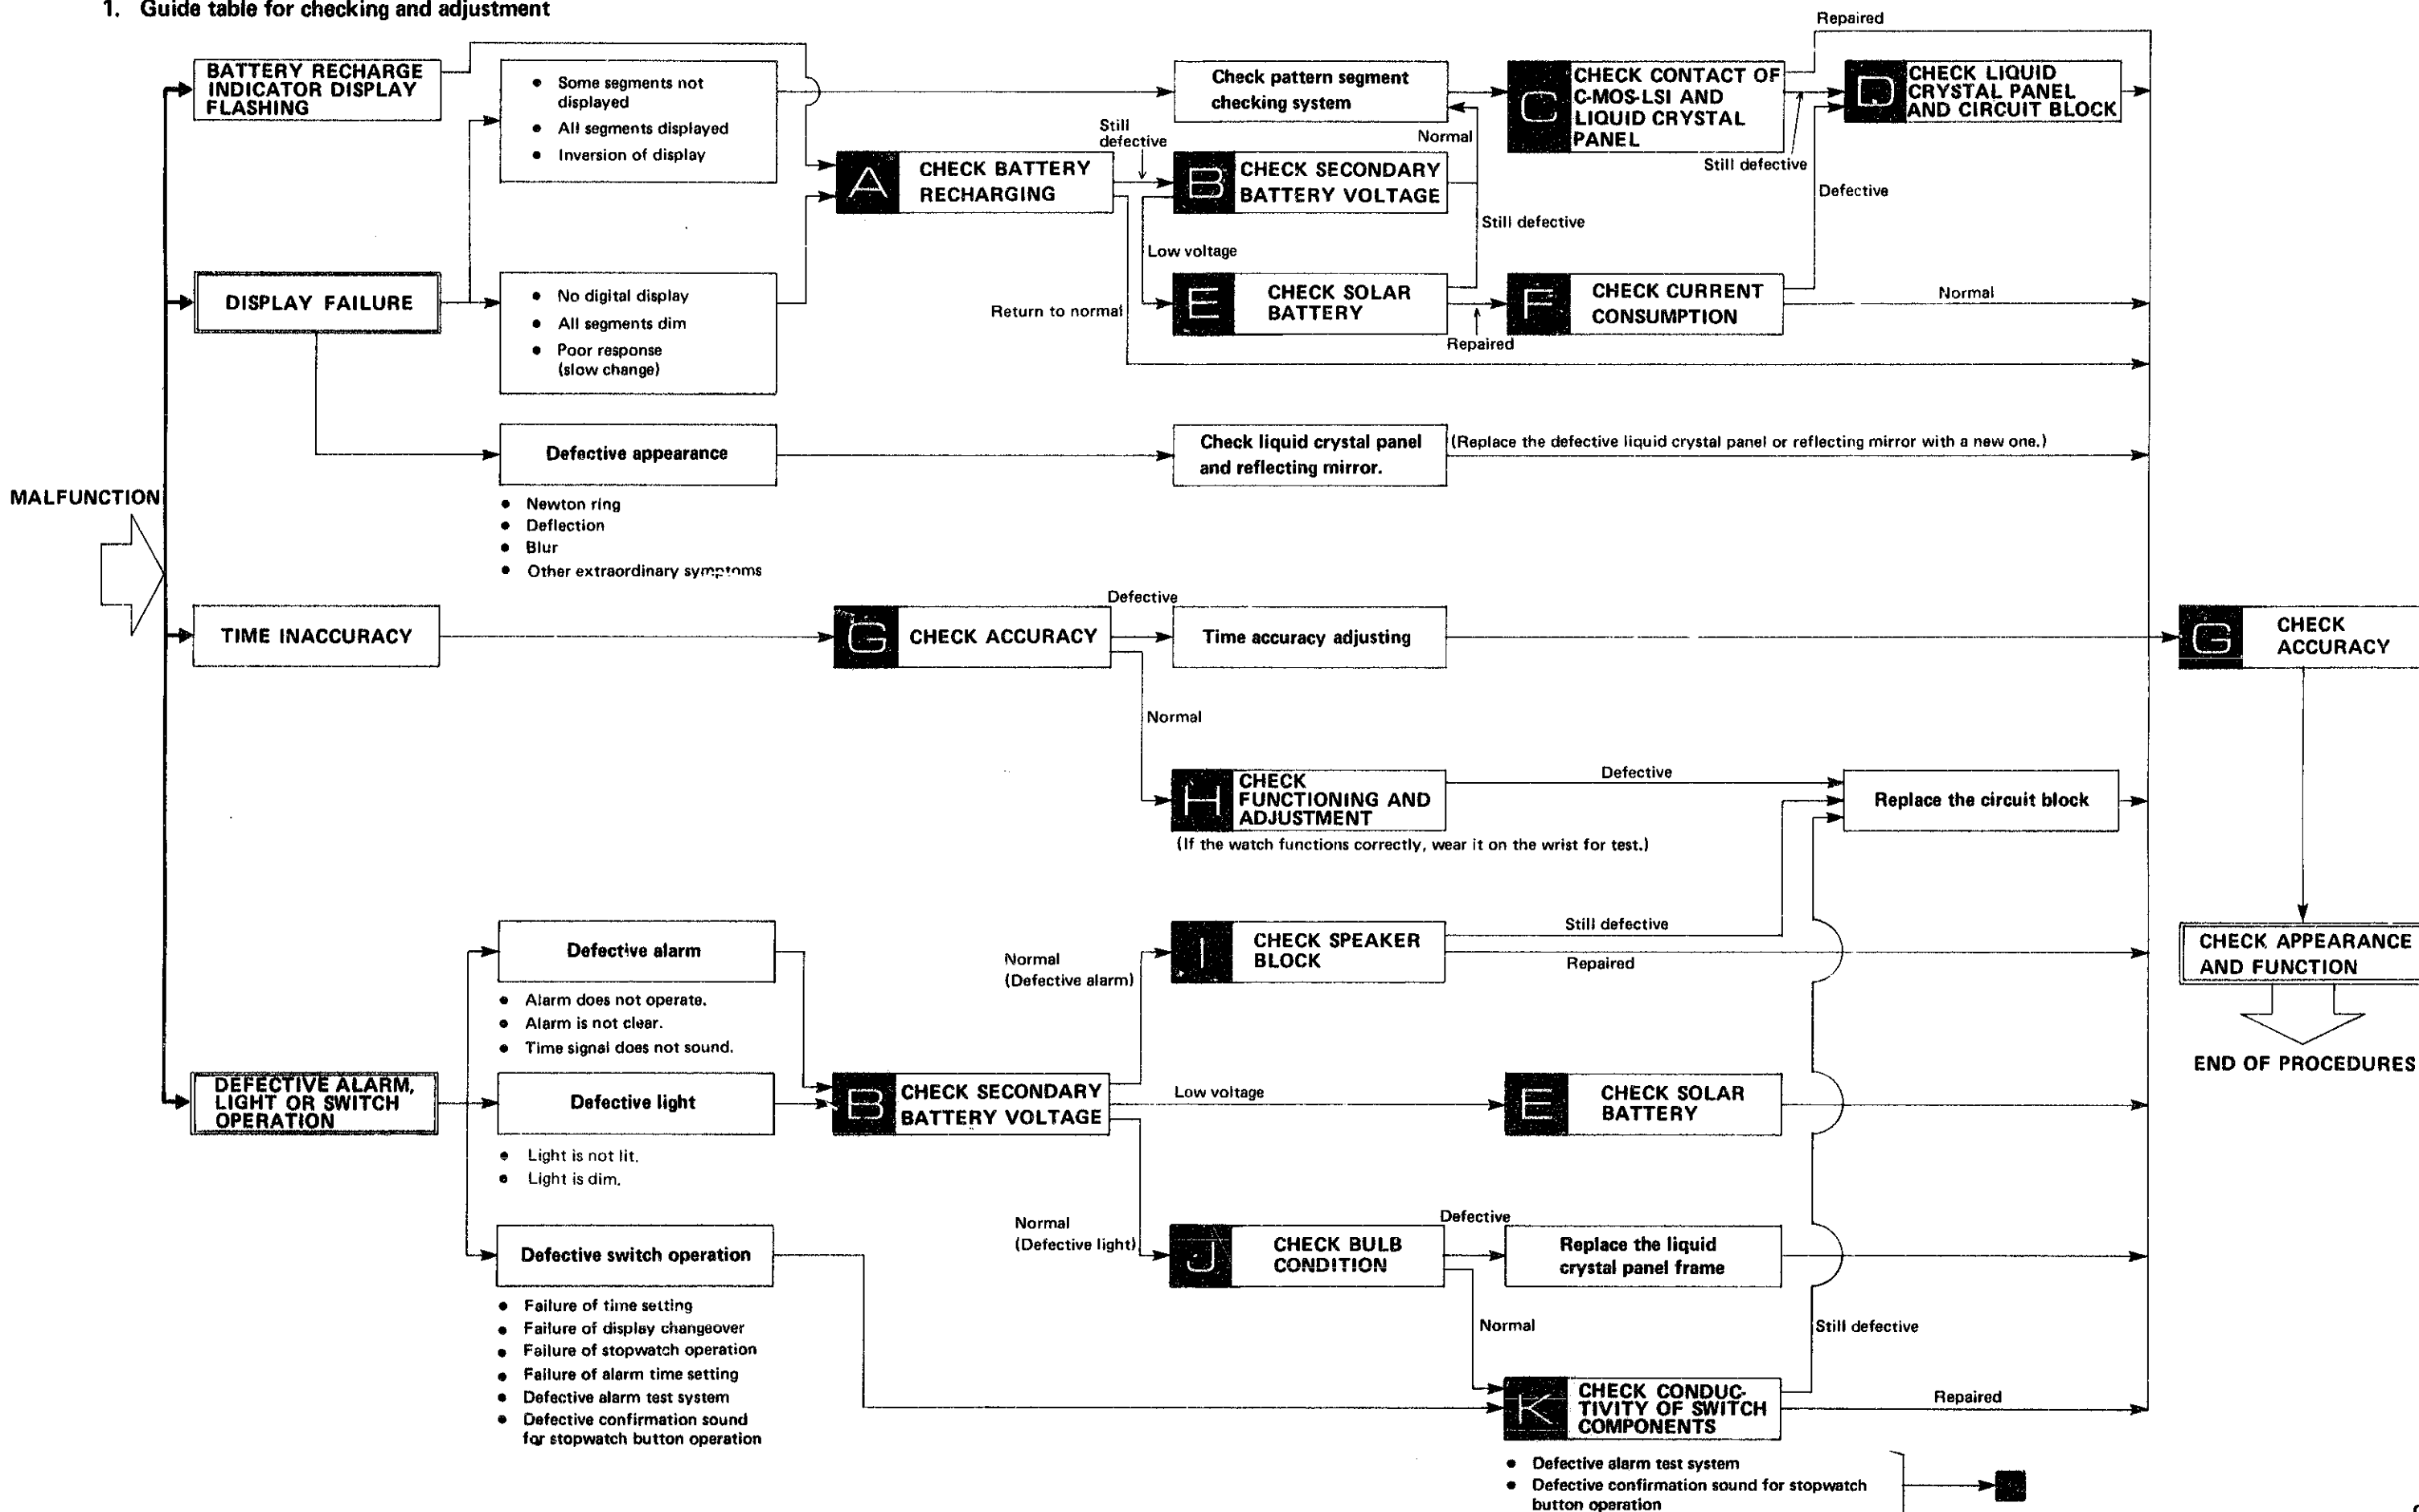 1. Guide table for checking and adjustment
Repaired
BATTERY RECHARGE
INDICATOR DISPLAY
FLASHING
• Some segments not
displayed
• All segments displayed
• Inversion of display
Check pattern segment
checking system
C
CHECK CONTACT OF
C-MOS-LSI AND
LIQUID CRYSTAL
PANEL
D
CHECK LIQUID
CRYSTAL PANEL
AND CIRCUIT BLOCK
Still
defective
Normal
Still defective
A
CHECK BATTERY
RECHARGING
B
CHECK SECONDARY
BATTERY VOLTAGE
Defective
Still defective
Low voltage
DISPLAY FAILURE
• No digital display
• All segments dim
• Poor response
(slow change)
Return to normal
E
CHECK SOLAR
BATTERY
F
CHECK CURRENT
CONSUMPTION
Normal
Repaired
Defective appearance
Check liquid crystal panel
and reflecting mirror.
(Replace the defective liquid crystal panel or reflecting mirror with a new one.)
MALFUNCTION
• Newton ring
• Deflection
• Blur
• Other extraordinary symptoms
TIME INACCURACY
G
CHECK ACCURACY
Defective
Time accuracy adjusting
G
CHECK
ACCURACY
Normal
H
CHECK
FUNCTIONING AND
ADJUSTMENT
Defective
Replace the circuit block
(If the watch functions correctly, wear it on the wrist for test.)
Defective alarm
Normal
(Defective alarm)
I
CHECK SPEAKER
BLOCK
Still defective
Repaired
CHECK APPEARANCE
AND FUNCTION
• Alarm does not operate.
• Alarm is not clear.
• Time signal does not sound.
END OF PROCEDURES
DEFECTIVE ALARM,
LIGHT OR SWITCH
OPERATION
Defective light
B
CHECK SECONDARY
BATTERY VOLTAGE
Low voltage
E
CHECK SOLAR
BATTERY
• Light is not lit.
• Light is dim.
Defective switch operation
Normal
(Defective light)
J
CHECK BULB
CONDITION
Defective
Replace the liquid
crystal panel frame
• Failure of time setting
• Failure of display changeover
• Failure of stopwatch operation
• Failure of alarm time setting
• Defective alarm test system
• Defective confirmation sound
for stopwatch button operation
Normal
Still defective
K
CHECK CONDUC-
TIVITY OF SWITCH
COMPONENTS
Repaired
• Defective alarm test system
• Defective confirmation sound for stopwatch
button operation